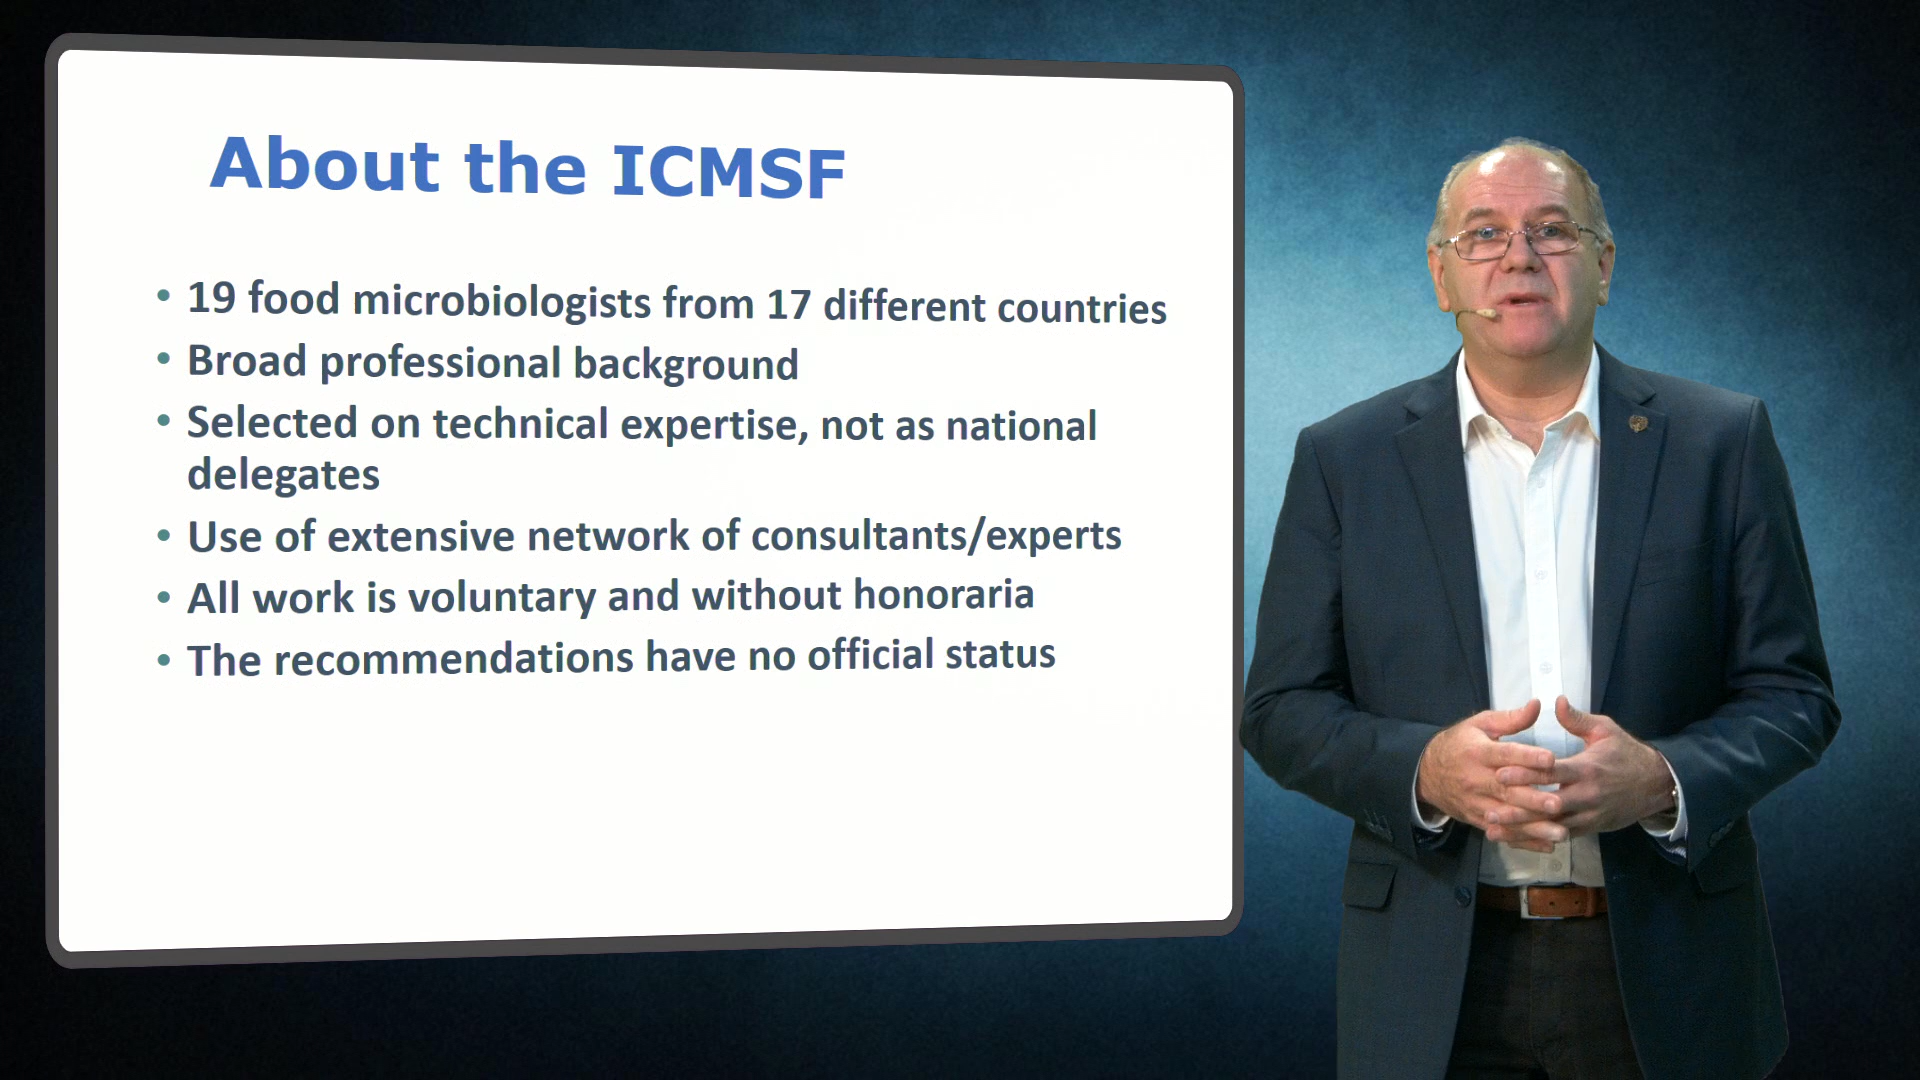 About the ICMSF
• 19 food microbiologists from 17 different countries
• Broad professional background
• Selected on technical expertise, not as national
delegates
• Use of extensive network of consultants/experts
• All work is voluntary and without honoraria
• The recommendations have no official status